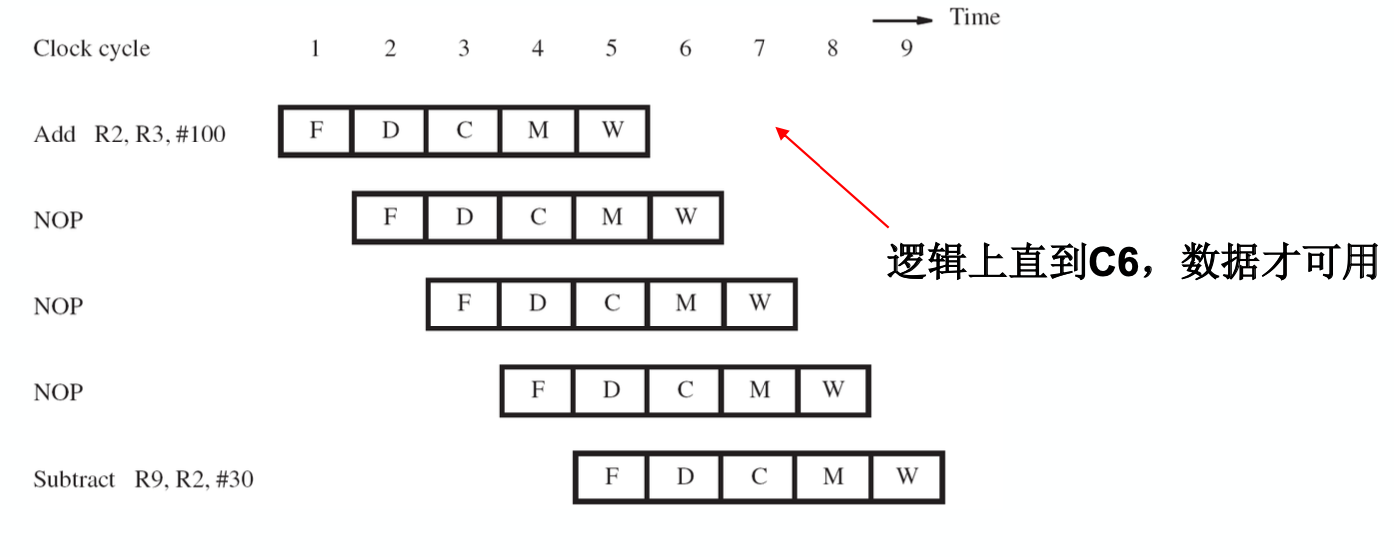 Time
Clock cycle 1 2 3 4 5 6 7 8 9
Add R2, R3, #100 F D C M W
NOP F D C M W
逻辑上直到C6，数据才可用
NOP F D C M W
NOP F D C M W
Subtract R9, R2, #30 F D C M W